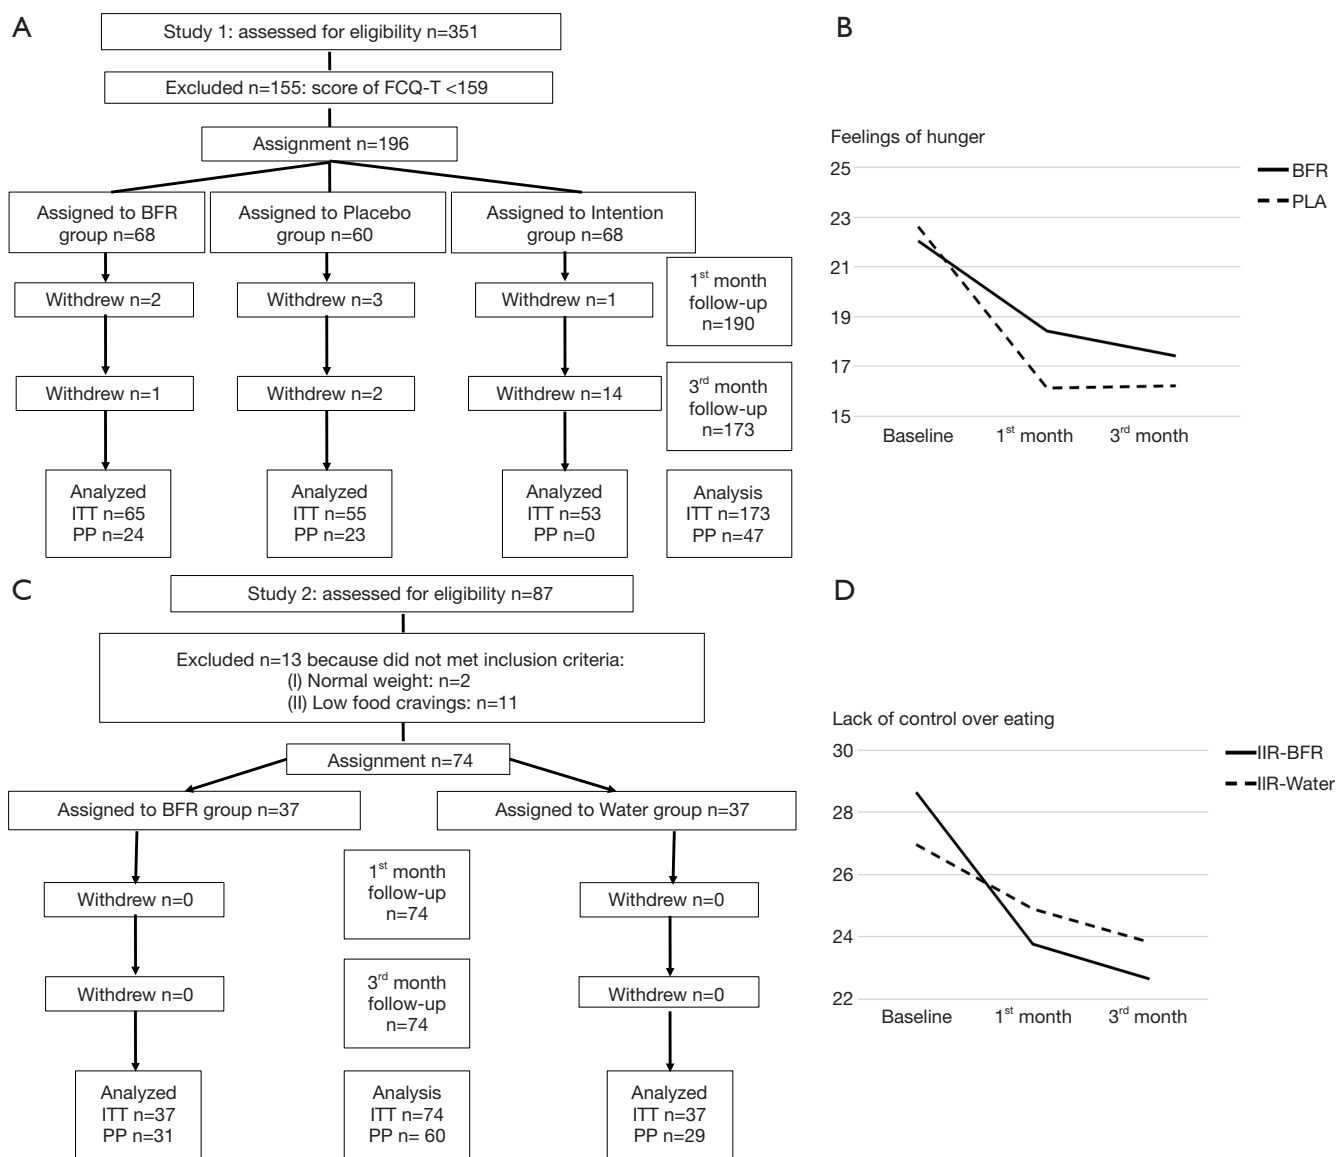 A
Study 1: assessed for eligibility n=351
Excluded n=155: score of FCQ-T <159
Assignment n=196
Assigned to BFR
group n=68
Assigned to Placebo
group n=60
Assigned to Intention
group n=68
Withdrew n=2
Withdrew n=3
Withdrew n=1
1st month
follow-up
n=190
Withdrew n=1
Withdrew n=2
Withdrew n=14
3rd month
follow-up
n=173
Analyzed
ITT n=65
PP n=24
Analyzed
ITT n=55
PP n=23
Analyzed
ITT n=53
PP n=0
Analysis
ITT n=173
PP n=47
B
Feelings of hunger
25
23
21
19
17
15
Baseline
1st month
3rd month
BFR
PLA
C
Study 2: assessed for eligibility n=87
Excluded n=13 because did not met inclusion criteria:
(I) Normal weight: n=2
(II) Low food cravings: n=11
Assignment n=74
Assigned to BFR group n=37
Assigned to Water group n=37
1st month
follow-up
n=74
Withdrew n=0
Withdrew n=0
3rd month
follow-up
n=74
Withdrew n=0
Withdrew n=0
Analyzed
ITT n=37
PP n=31
Analysis
ITT n=74
PP n= 60
Analyzed
ITT n=37
PP n=29
D
Lack of control over eating
30
28
26
24
22
Baseline
1st month
3rd month
IIR-BFR
IIR-Water